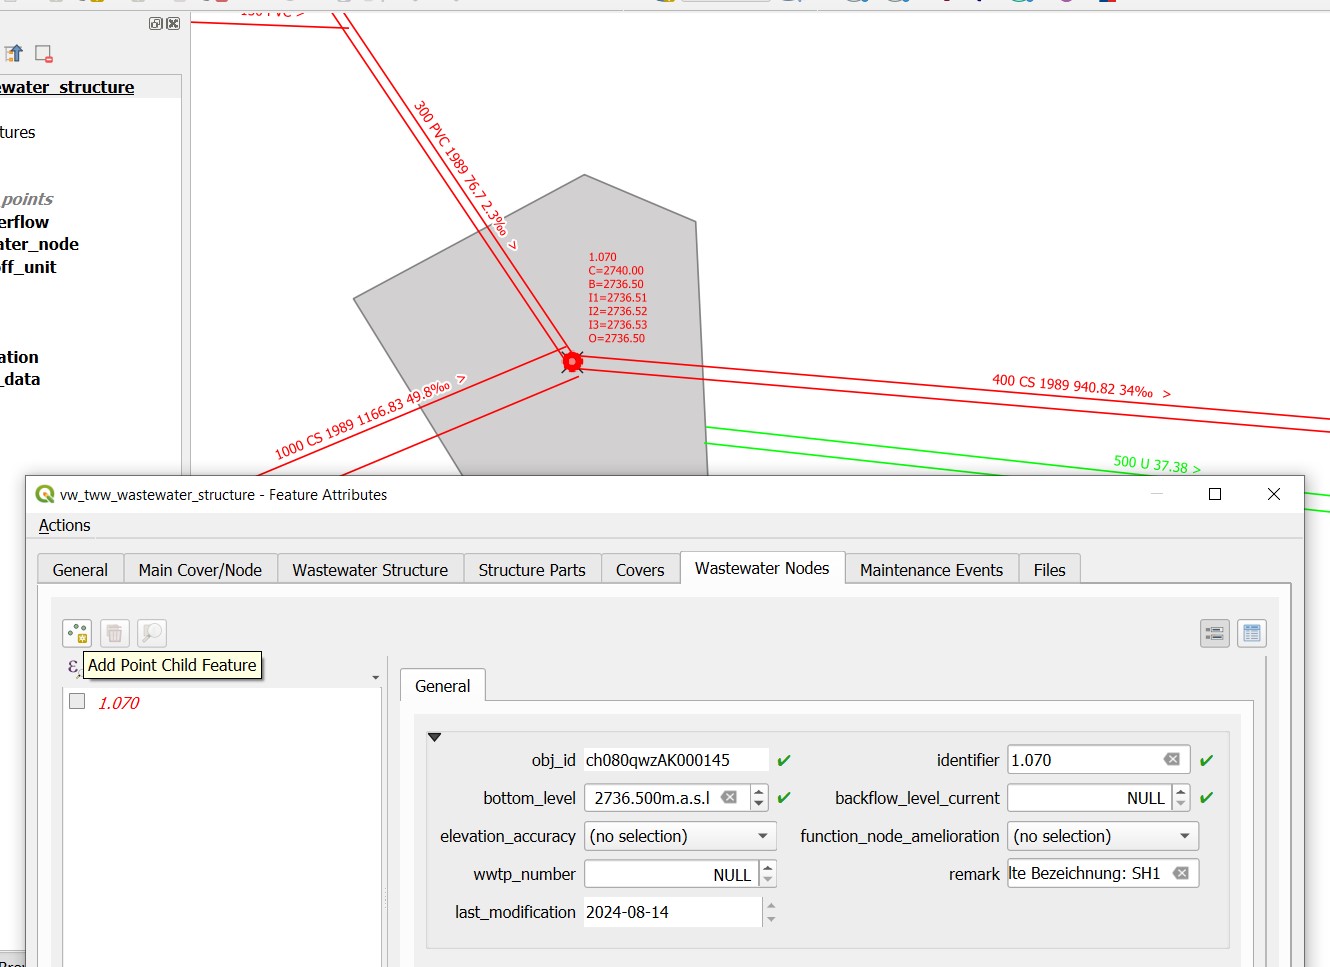 ewater_structure
tures
points
erflow
ater_node
off_unit
ation
_data
300 PVC 1989 76.7 2.3‰ >
1.070
C=2740.00
B=2736.50
I1=2736.51
I2=2736.52
I3=2736.53
O=2736.50
1000 CS 1989 1166.83 49.8‰ >
400 CS 1989 940.82 34‰ >
500 U 37.38 >
vw_tww_wastewater_structure - Feature Attributes
Actions
General Main Cover/Node Wastewater Structure Structure Parts Covers Wastewater Nodes Maintenance Events Files
Add Point Child Feature
1.070
General
obj_id ch080qwzAK000145 identifier 1.070
bottom_level 2736.500m.a.s.l backflow_level_current NULL
elevation_accuracy (no selection) function_node_amelioration (no selection)
wwtp_number NULL remark lte Bezeichnung: SH1
last_modification 2024-08-14